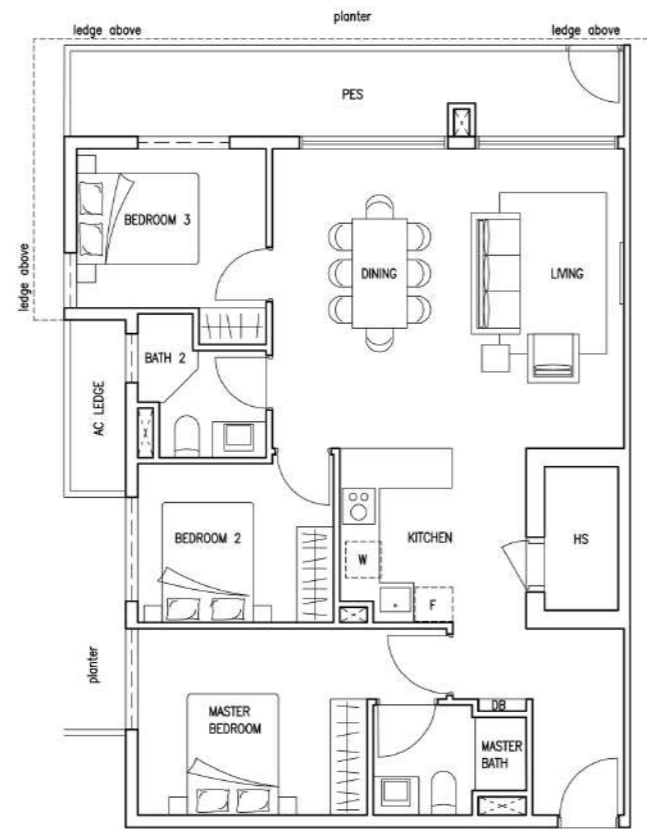 planter
ledge above
ledge above
PES
BEDROOM 3
DINING
LIVING
ledge above
BATH 2
AC LEDGE
BEDROOM 2
KITCHEN
HS
W
F
planter
MASTER
BEDROOM
DB
MASTER
BATH